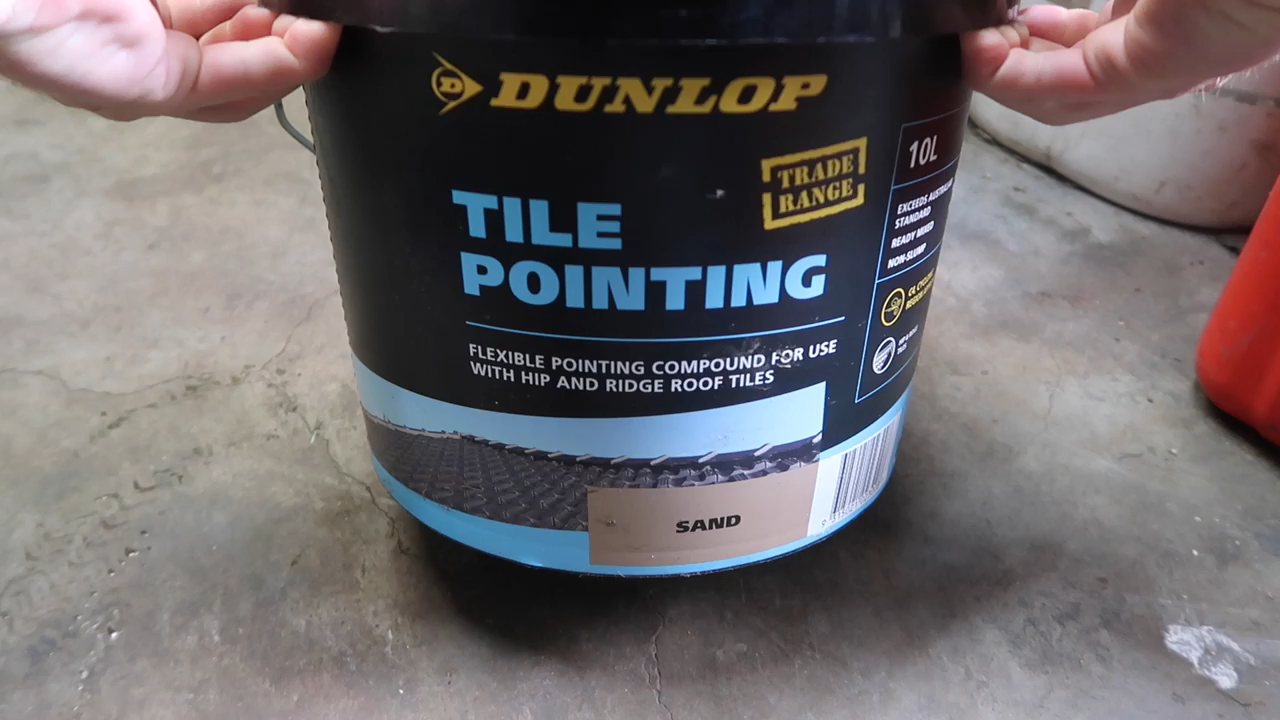 D DUNLOP
TRADE
RANGE
TILE
POINTING
FLEXIBLE POINTING COMPOUND FOR USE
WITH HIP AND RIDGE ROOF TILES
SAND
10L
EXCEEDS AUSTRALIAN
STANDARD
READY MIXED
NON-SLUMP